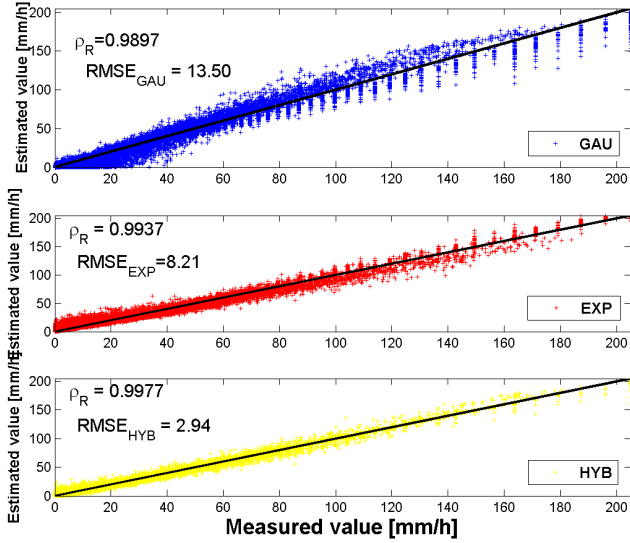 Estimated value [mm/h]
200
150
100
50
0
ρR=0.9897
RMSEGAU = 13.50
+ GAU
0 20 40 60 80 100 120 140 160 180 200
Estimated value [mm/h]
200
150
100
50
0
ρR = 0.9937
RMSEEXP=8.21
+ EXP
0 20 40 60 80 100 120 140 160 180 200
Estimated value [mm/H]
200
150
100
50
0
ρR = 0.9977
RMSEHYB = 2.94
HYB
0 20 40 60 80 100 120 140 160 180 200
Measured value [mm/h]